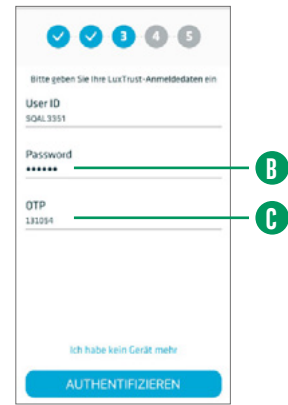 3 4 5
Bitte geben Sie Ihre LuxTrust-Anmeldedaten ein
User ID
SQAL3351
Password
••••••
B
OTP
131054
C
Ich habe kein Gerät mehr
AUTHENTIFIZIEREN